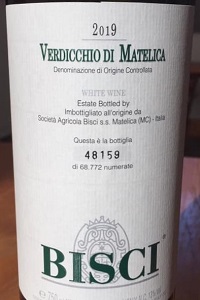 2019
VERDICCHIO DI MATELICA
Denominazione di Origine Controllata
WHITE WINE
Estate Bottled by
Imbottigliato all'origine da
Società Agricola Bisci s.s. Matelica (MC) - Italia
Questa è la bottiglia
48159
di 68.772 numerate
BISCI